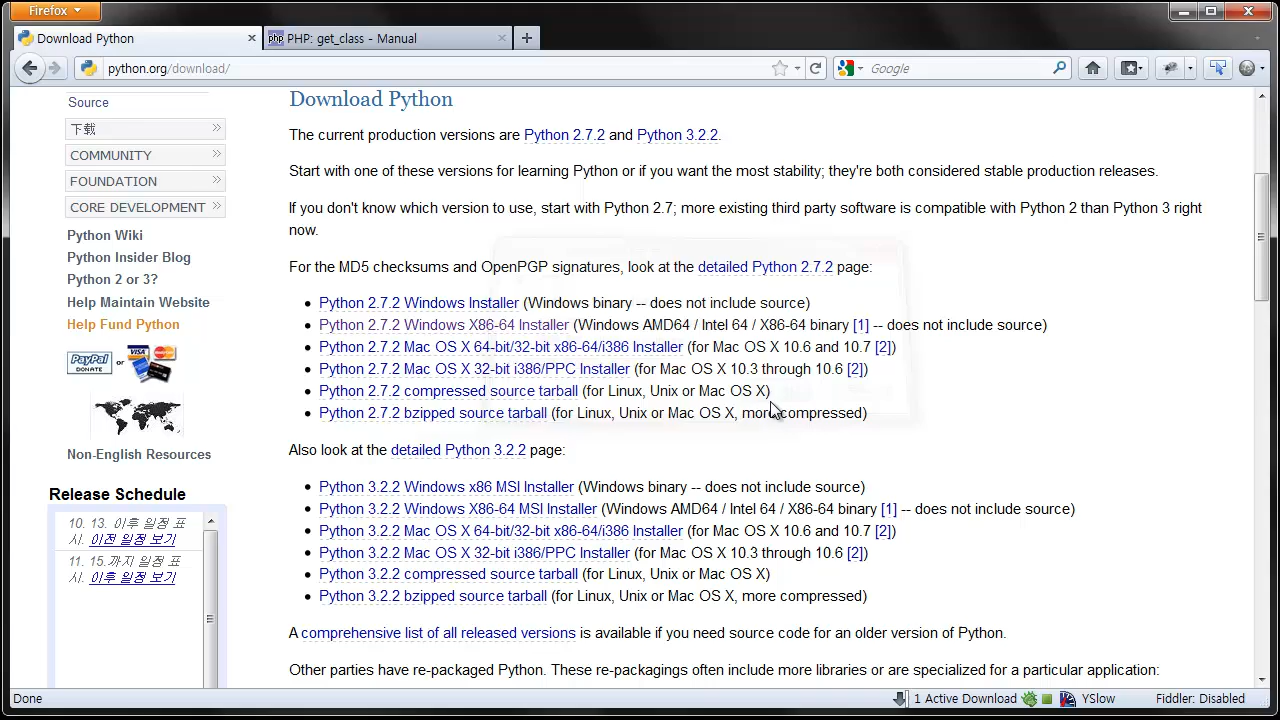 Firefox
Download Python
PHP: get_class - Manual
python.org/download/
Google
Source
下载
COMMUNITY
FOUNDATION
CORE DEVELOPMENT
Python Wiki
Python Insider Blog
Python 2 or 3?
Help Maintain Website
Help Fund Python
PayPal
DONATE
or
VISA
Non-English Resources
Release Schedule
10. 13. 이후 일정 표
시. 이전 일정 보기
11. 15.까지 일정 표
시. 이후 일정 보기
Download Python
The current production versions are Python 2.7.2 and Python 3.2.2.
Start with one of these versions for learning Python or if you want the most stability; they're both considered stable production releases.
If you don't know which version to use, start with Python 2.7; more existing third party software is compatible with Python 2 than Python 3 right
now.
For the MD5 checksums and OpenPGP signatures, look at the detailed Python 2.7.2 page:
Python 2.7.2 Windows Installer (Windows binary -- does not include source)
Python 2.7.2 Windows X86-64 Installer (Windows AMD64 / Intel 64 / X86-64 binary [1] -- does not include source)
Python 2.7.2 Mac OS X 64-bit/32-bit x86-64/i386 Installer (for Mac OS X 10.6 and 10.7 [2])
Python 2.7.2 Mac OS X 32-bit i386/PPC Installer (for Mac OS X 10.3 through 10.6 [2])
Python 2.7.2 compressed source tarball (for Linux, Unix or Mac OS X)
Python 2.7.2 bzipped source tarball (for Linux, Unix or Mac OS X, more compressed)
Also look at the detailed Python 3.2.2 page:
Python 3.2.2 Windows x86 MSI Installer (Windows binary -- does not include source)
Python 3.2.2 Windows X86-64 MSI Installer (Windows AMD64 / Intel 64 / X86-64 binary [1] -- does not include source)
Python 3.2.2 Mac OS X 64-bit/32-bit x86-64/i386 Installer (for Mac OS X 10.6 and 10.7 [2])
Python 3.2.2 Mac OS X 32-bit i386/PPC Installer (for Mac OS X 10.3 through 10.6 [2])
Python 3.2.2 compressed source tarball (for Linux, Unix or Mac OS X)
Python 3.2.2 bzipped source tarball (for Linux, Unix or Mac OS X, more compressed)
A comprehensive list of all released versions is available if you need source code for an older version of Python.
Other parties have re-packaged Python. These re-packagings often include more libraries or are specialized for a particular application:
Done
1 Active Download
YSlow
Fiddler: Disabled